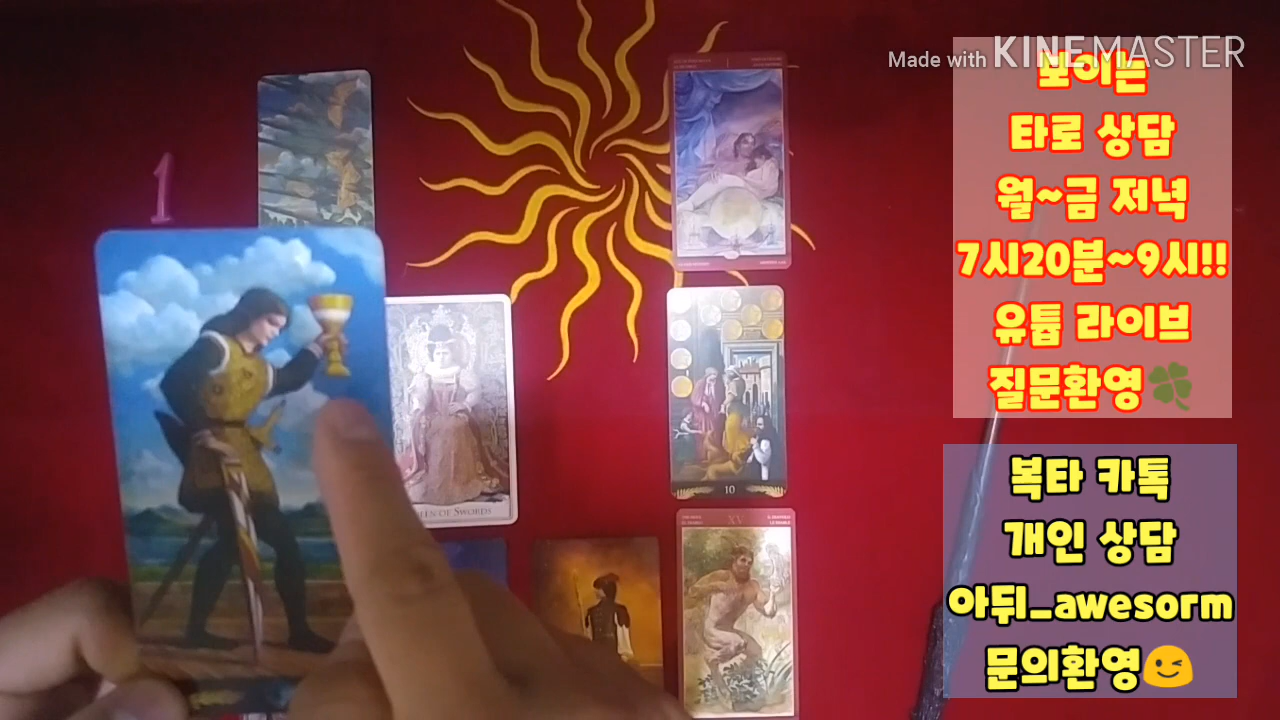 Made with KINEMASTER
보이는
타로 상담
월~금 저녁
7시20분~9시!!
유튭 라이브
질문환영🍀
복타 카톡
개인 상담
아뒤_awesorm
문의환영😉
1
OF SWORDS
10
XV